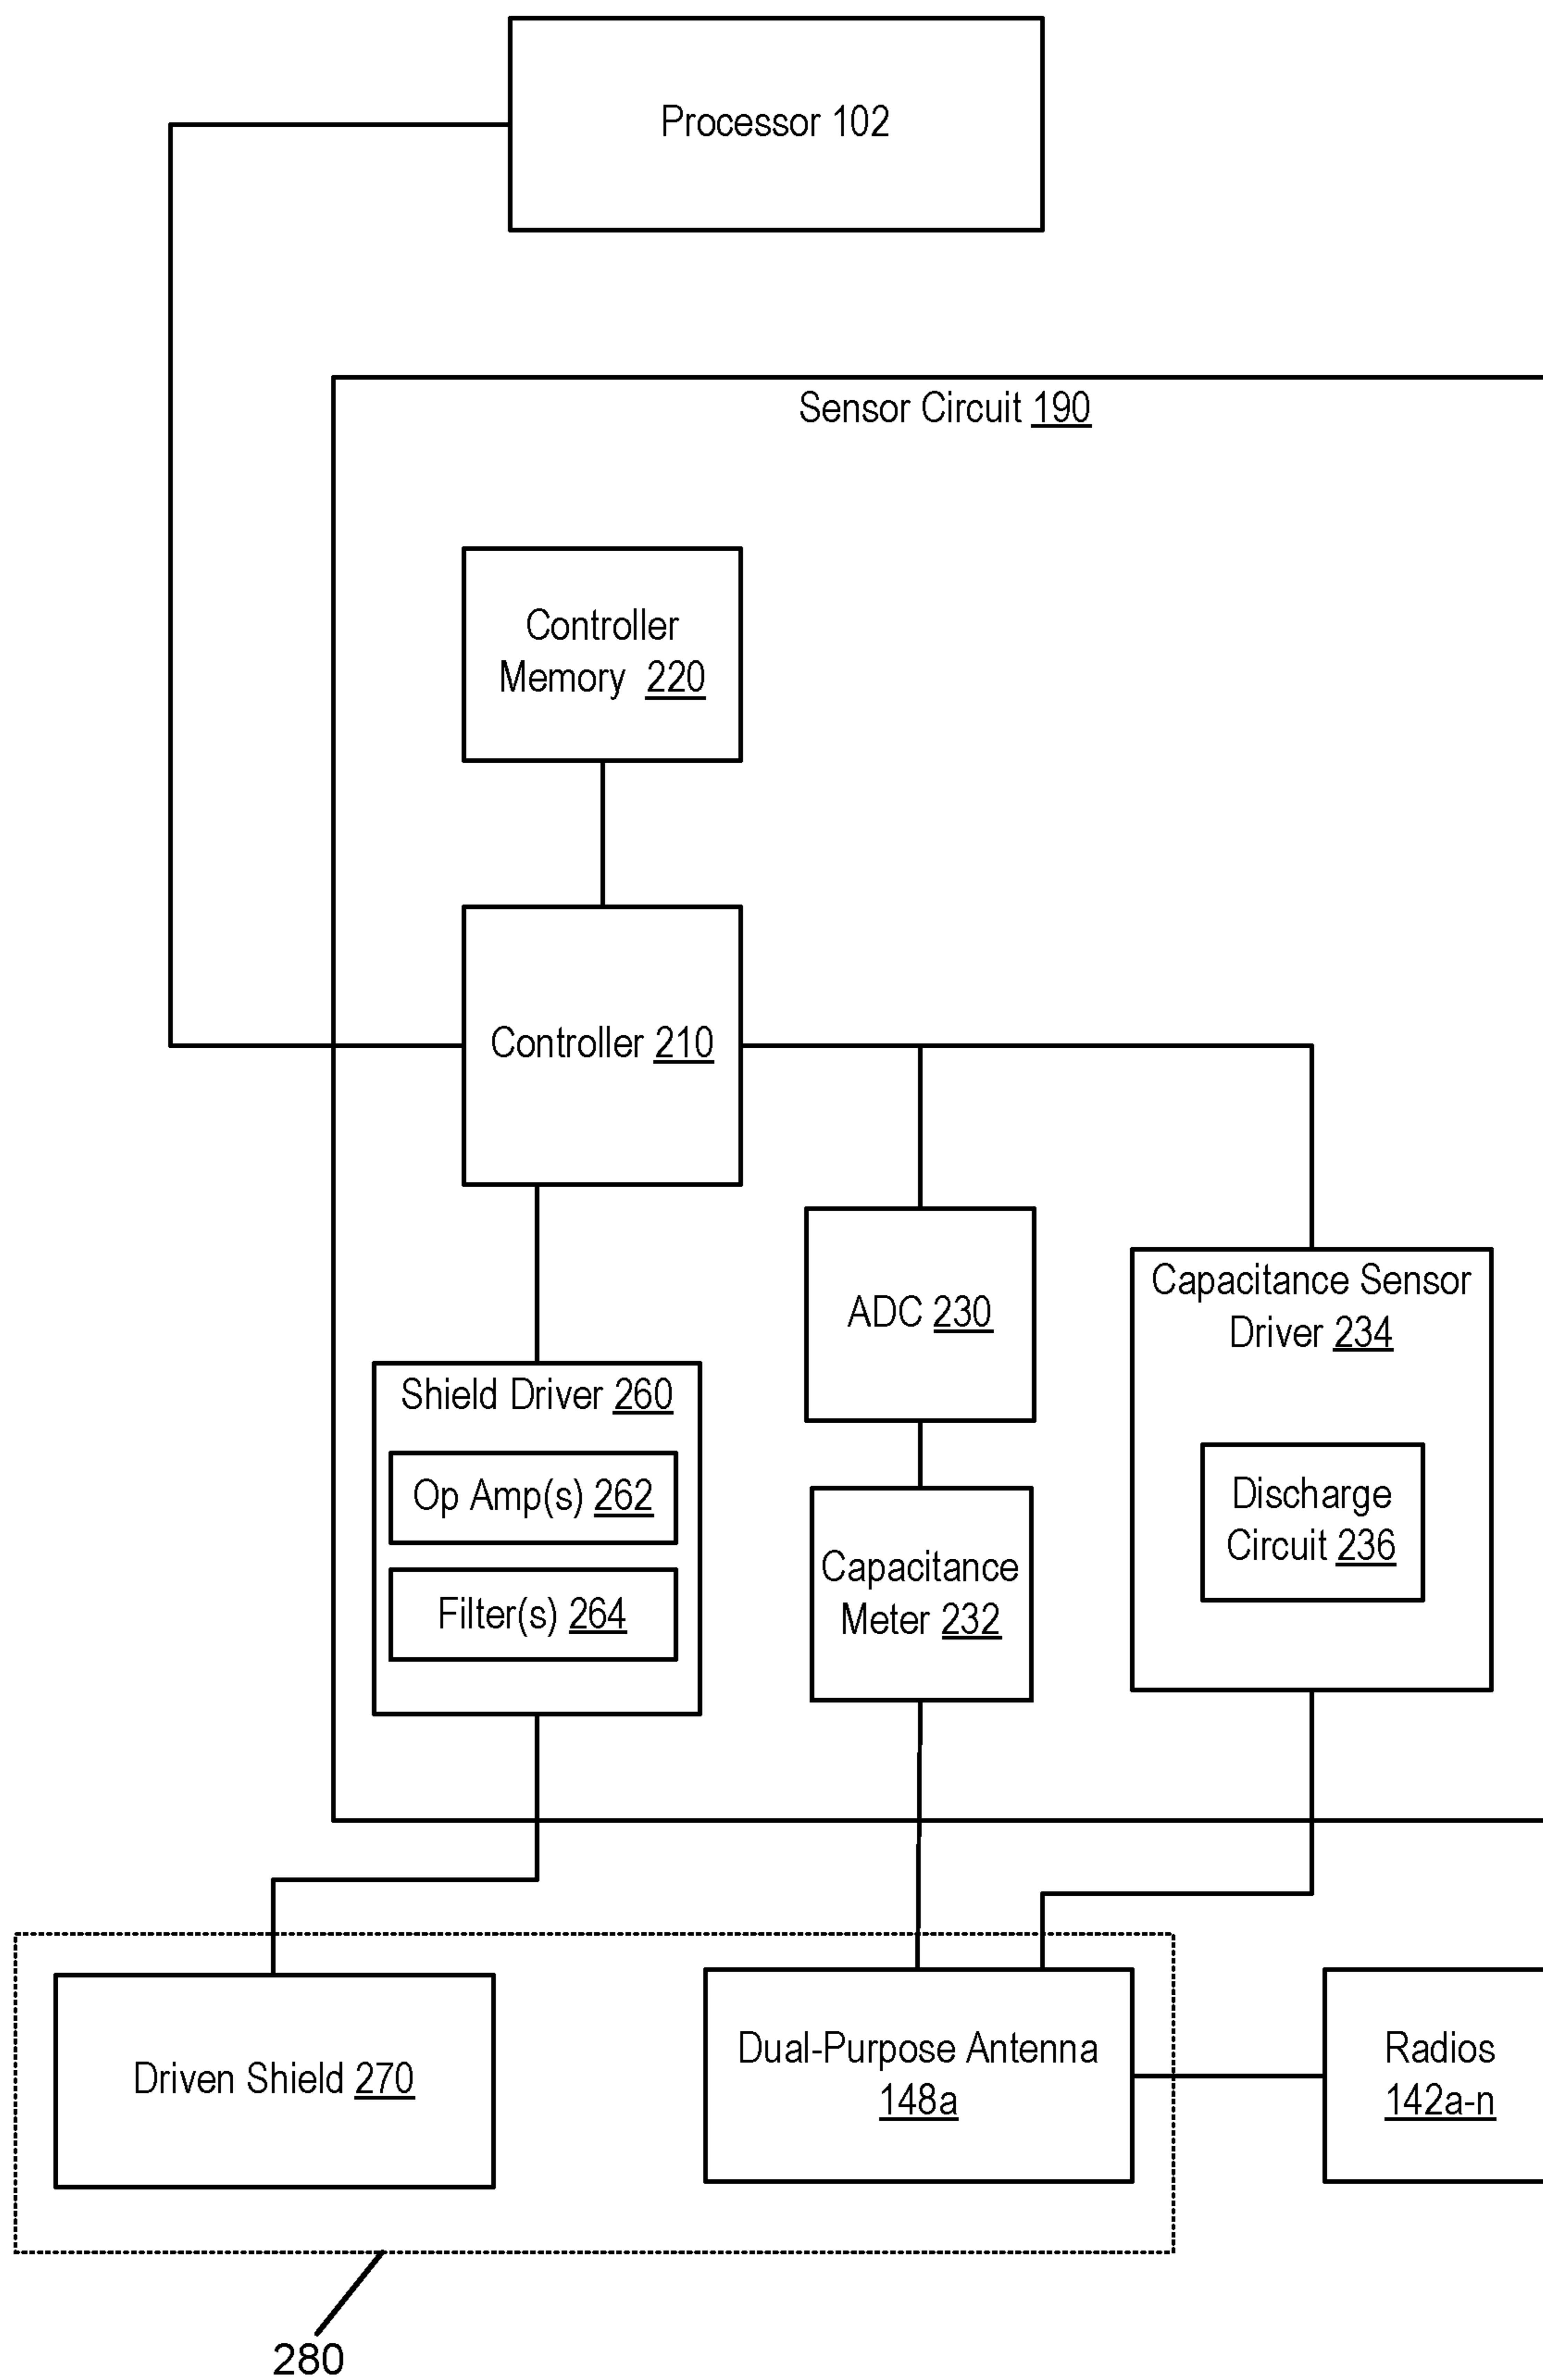 Processor 102
Sensor Circuit 190
Controller
Memory 220
Controller 210
Capacitance Sensor
Driver 234
ADC 230
Shield Driver 260
Op Amp(s) 262
Discharge
Circuit 236
Capacitance
Meter 232
Filter(s) 264
Dual-Purpose Antenna
148a
Radios
142a-n
Driven Shield 270
280